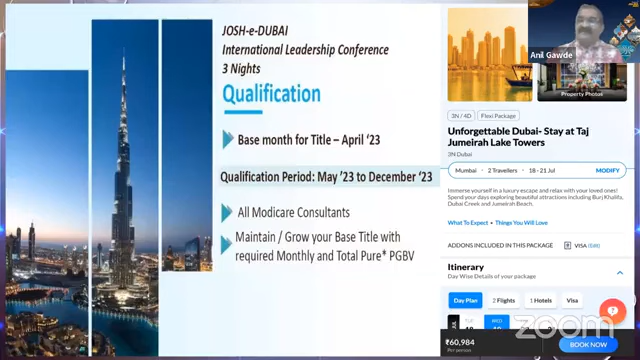 JOSH-e-DUBAI
International Leadership Conference
3 Nights
Qualification
Base month for Title – April ‘23
Qualification Period: May ’23 to December ‘23
All Modicare Consultants
Maintain / Grow your Base Title with
required Monthly and Total Pure* PGBV
Anil Gawde
Property Photos
3N / 4D
Flexi Package
Unforgettable Dubai- Stay at Taj
Jumeirah Lake Towers
3N Dubai
Mumbai • 2 Travellers • 18 - 21 Jul MODIFY
Immerse yourself in a luxury escape and relax with your loved ones!
Spend your days exploring beautiful attractions including Burj Khalifa,
Dubai Creek and Jumeirah Beach.
What To Expect • Things You Will Love
ADDONS INCLUDED IN THIS PACKAGE VISA
Itinerary
Day Wise Details of your package
Day Plan 2 Flights 1 Hotels Visa
JUL TUE WED
₹60,984
Per person
BOOK NOW
zoom